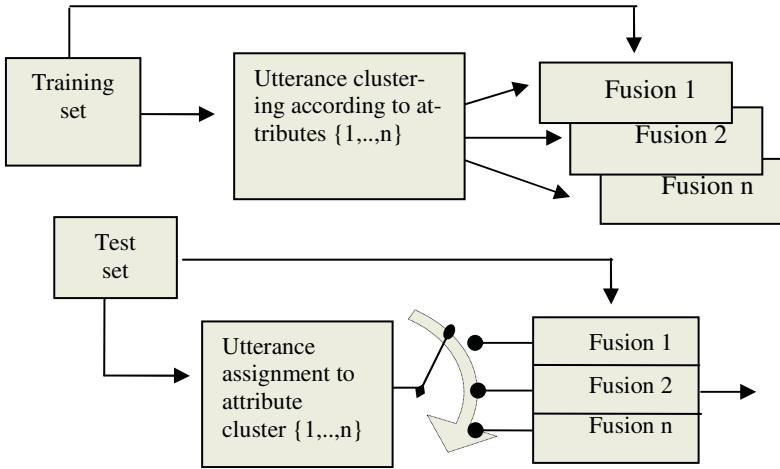 Training
set
Utterance cluster-
ing according to at-
tributes {1,..,n}
Fusion 1
Fusion 2
Fusion n
Test
set
Utterance
assignment to
attribute
cluster {1,..,n}
Fusion 1
Fusion 2
Fusion n